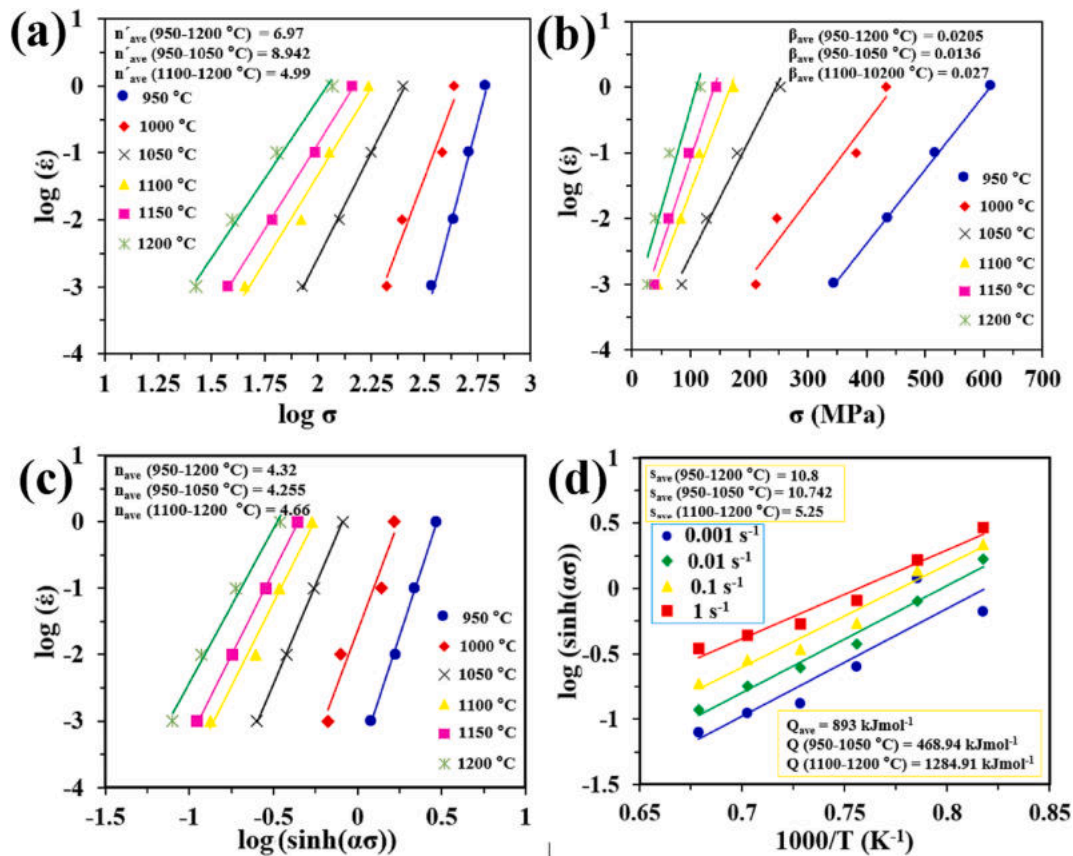 (a)
n´ave (950-1200 °C) = 6.97
n´ave (950-1050 °C) = 8.942
n´ave (1100-1200 °C) = 4.99
950 °C
1000 °C
1050 °C
1100 °C
1150 °C
1200 °C
log (ε̇)
1
0
-1
-2
-3
-4
1 1.25 1.5 1.75 2 2.25 2.5 2.75 3
log σ
(b)
βave (950-1200 °C) = 0.0205
βave (950-1050 °C) = 0.0136
βave (1100-10200 °C) = 0.027
950 °C
1000 °C
1050 °C
1100 °C
1150 °C
1200 °C
log (ε̇)
1
0
-1
-2
-3
-4
0 100 200 300 400 500 600 700
σ (MPa)
(c)
nave (950-1200 °C) = 4.32
nave (950-1050 °C) = 4.255
nave (1100-1200 °C) = 4.66
950 °C
1000 °C
1050 °C
1100 °C
1150 °C
1200 °C
log (ε̇)
1
0
-1
-2
-3
-4
-1.5 -1 -0.5 0 0.5 1
log (sinh(ασ))
(d)
save (950-1200 °C) = 10.8
save (950-1050 °C) = 10.742
save (1100-1200 °C) = 5.25
0.001 s-1
0.01 s-1
0.1 s-1
1 s-1
Qave = 893 kJmol-1
Q (950-1050 °C) = 468.94 kJmol-1
Q (1100-1200 °C) = 1284.91 kJmol-1
log (sinh(ασ))
1
0.5
0
-0.5
-1
-1.5
0.65 0.7 0.75 0.8 0.85
1000/T (K-1)